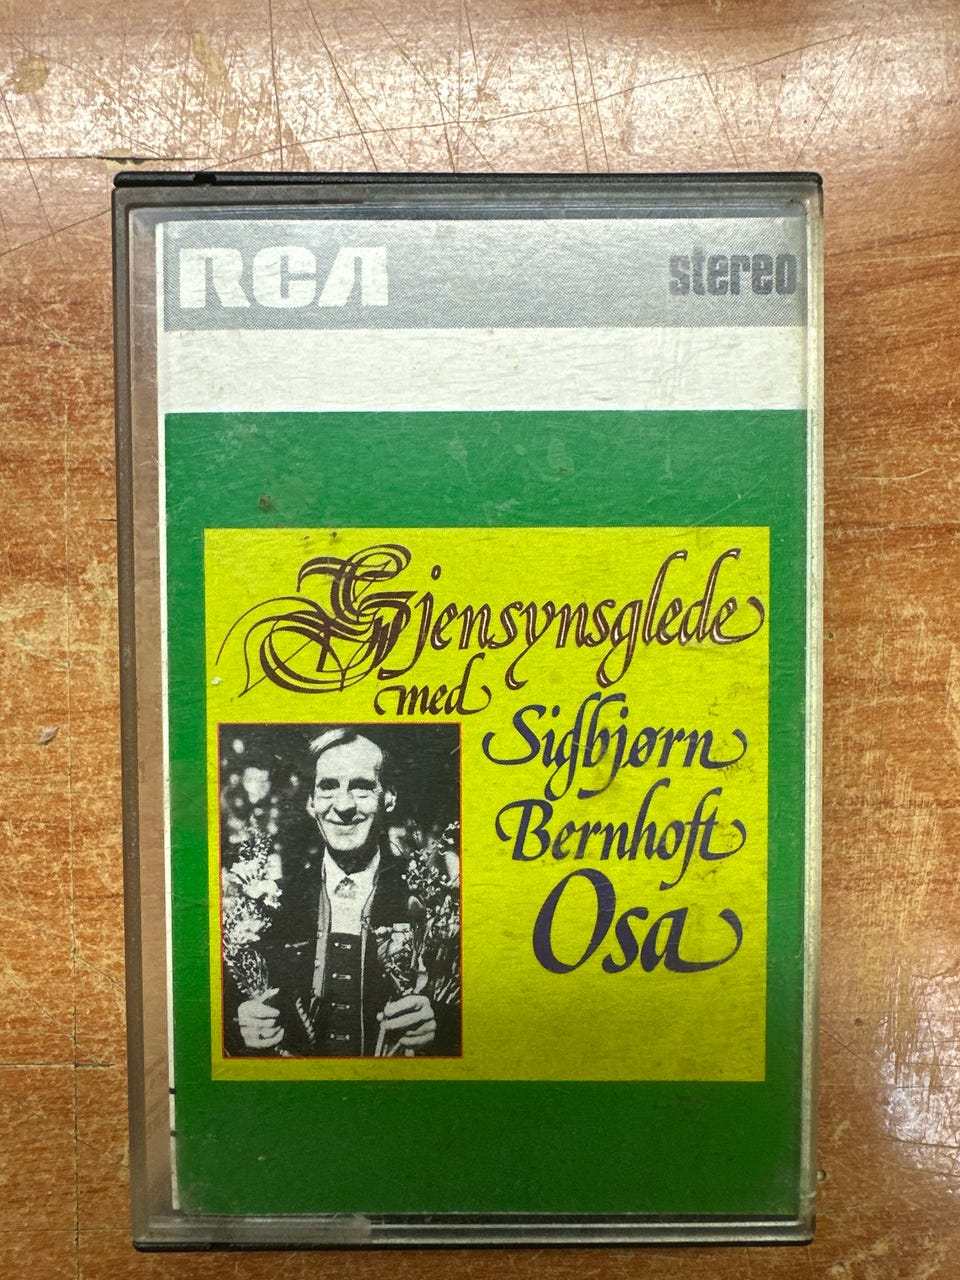 RCA stereo
Gjensynsglede
med
Sigbjørn
Bernhoft
Osa